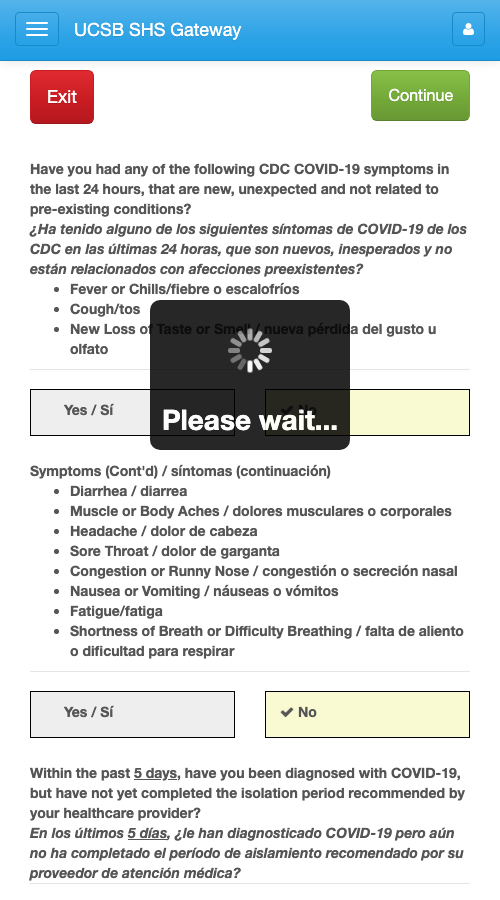 UCSB SHS Gateway
Exit
Continue
Have you had any of the following CDC COVID-19 symptoms in
the last 24 hours, that are new, unexpected and not related to
pre-existing conditions?
¿Ha tenido alguno de los siguientes síntomas de COVID-19 de los
CDC en las últimas 24 horas, que son nuevos, inesperados y no
están relacionados con afecciones preexistentes?
• Fever or Chills/fiebre o escalofríos
• Cough/tos
• New Loss of Taste or Smell / nueva pérdida del gusto u
olfato
Yes / Sí
No
Please wait...
Symptoms (Cont'd) / síntomas (continuación)
• Diarrhea / diarrea
• Muscle or Body Aches / dolores musculares o corporales
• Headache / dolor de cabeza
• Sore Throat / dolor de garganta
• Congestion or Runny Nose / congestión o secreción nasal
• Nausea or Vomiting / náuseas o vómitos
• Fatigue/fatiga
• Shortness of Breath or Difficulty Breathing / falta de aliento
o dificultad para respirar
Yes / Sí
No
Within the past 5 days, have you been diagnosed with COVID-19,
but have not yet completed the isolation period recommended by
your healthcare provider?
En los últimos 5 días, ¿le han diagnosticado COVID-19 pero aún
no ha completado el período de aislamiento recomendado por su
proveedor de atención médica?